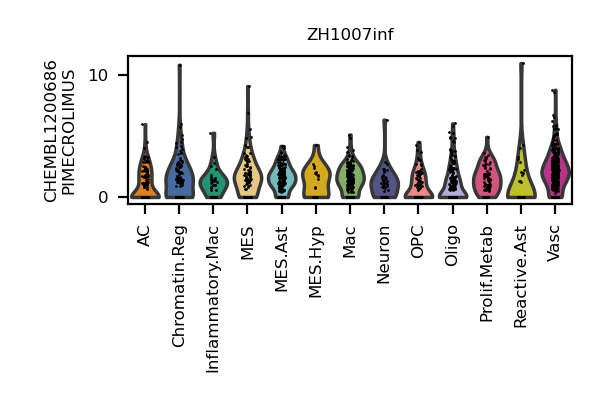 ZH1007inf
CHEMBL1200686
PIMECROLIMUS
10
0
AC
Chromatin.Reg
Inflammatory.Mac
MES
MES.Ast
MES.Hyp
Mac
Neuron
OPC
Oligo
Prolif.Metab
Reactive.Ast
Vasc